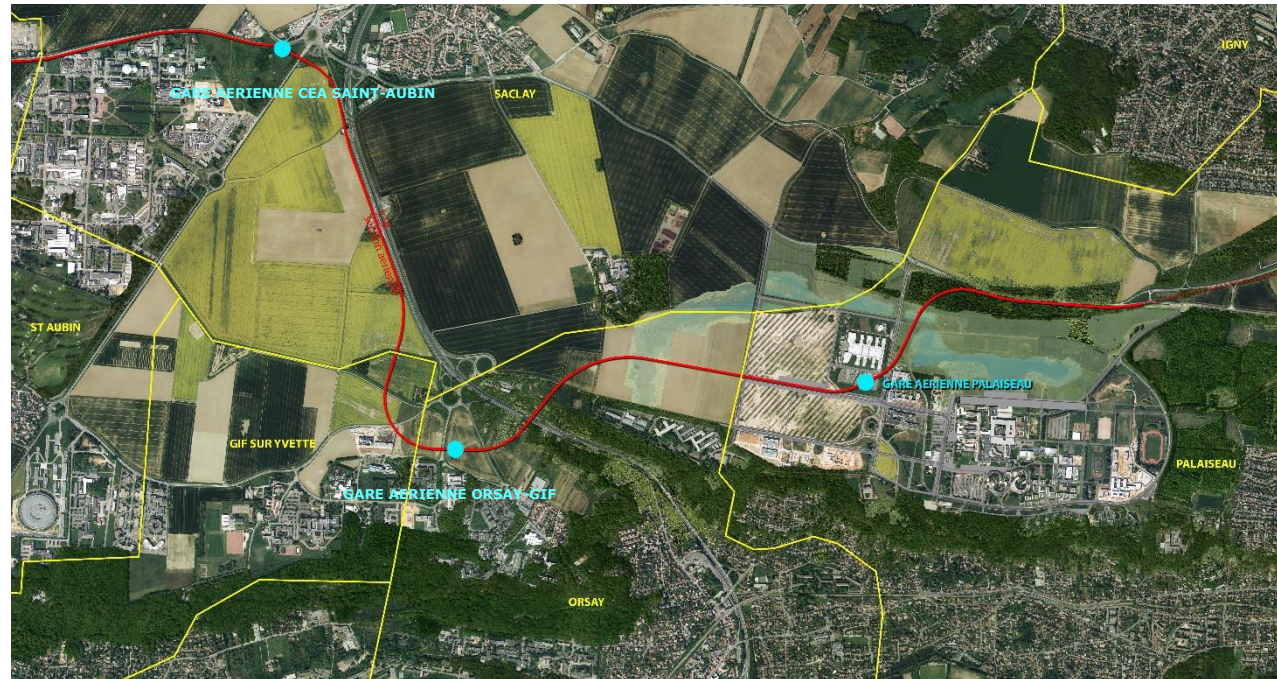 IGNY
GARE AERIENNE CEA SAINT-AUBIN
SACLAY
ST AUBIN
GARE AERIENNE PALAISEAU
GIF SUR YVETTE
PALAISEAU
GARE AERIENNE ORSAY-GIF
ORSAY